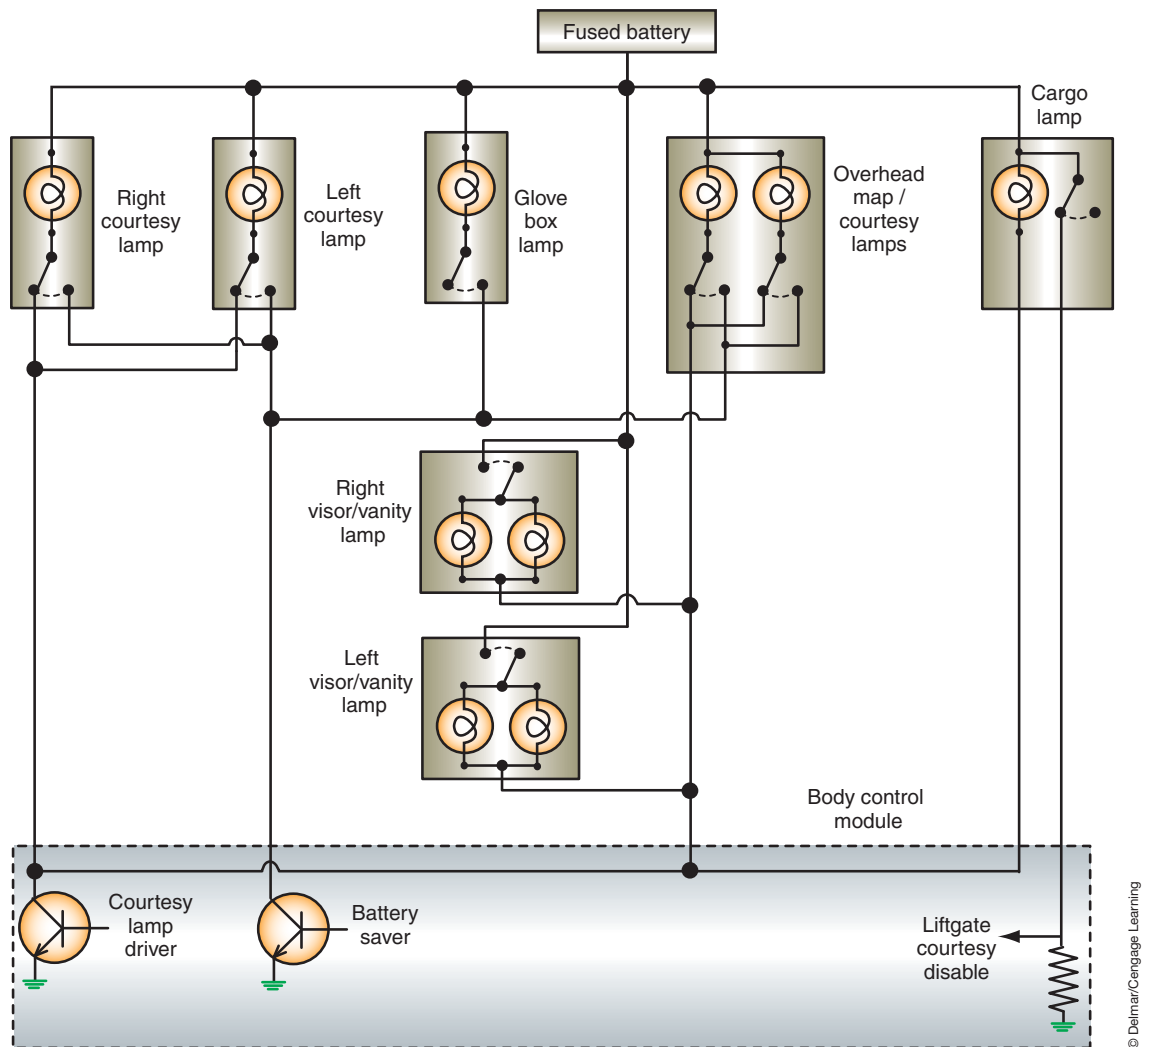 Fused battery
Cargo
lamp
Right
courtesy
lamp
Left
courtesy
lamp
Glove
box
lamp
Overhead
map /
courtesy
lamps
Right
visor/vanity
lamp
Left
visor/vanity
lamp
Body control
module
Courtesy
lamp
driver
Battery
saver
Liftgate
courtesy
disable
© Delmar/Cengage Learning